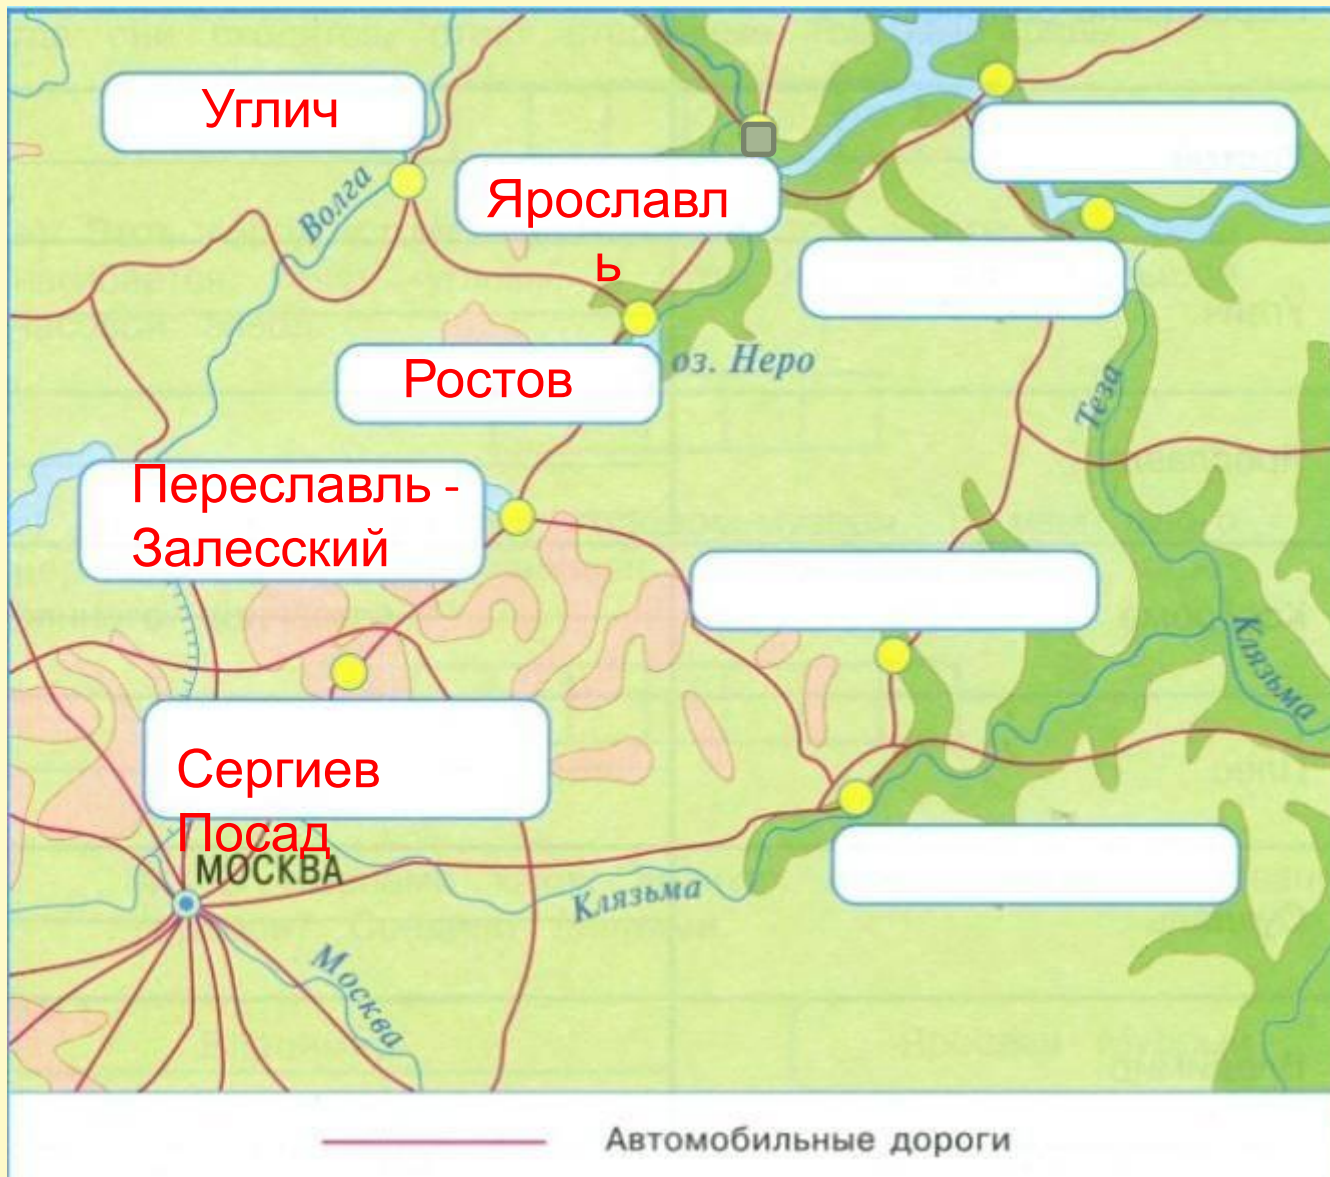 Углич
Ярославл
ь
Волга
Ростов
оз. Неро
Теза
Переславль -
Залесский
Клязьма
Сергиев
Посад
МОСКВА
Клязьма
Москва
Автомобильные дороги